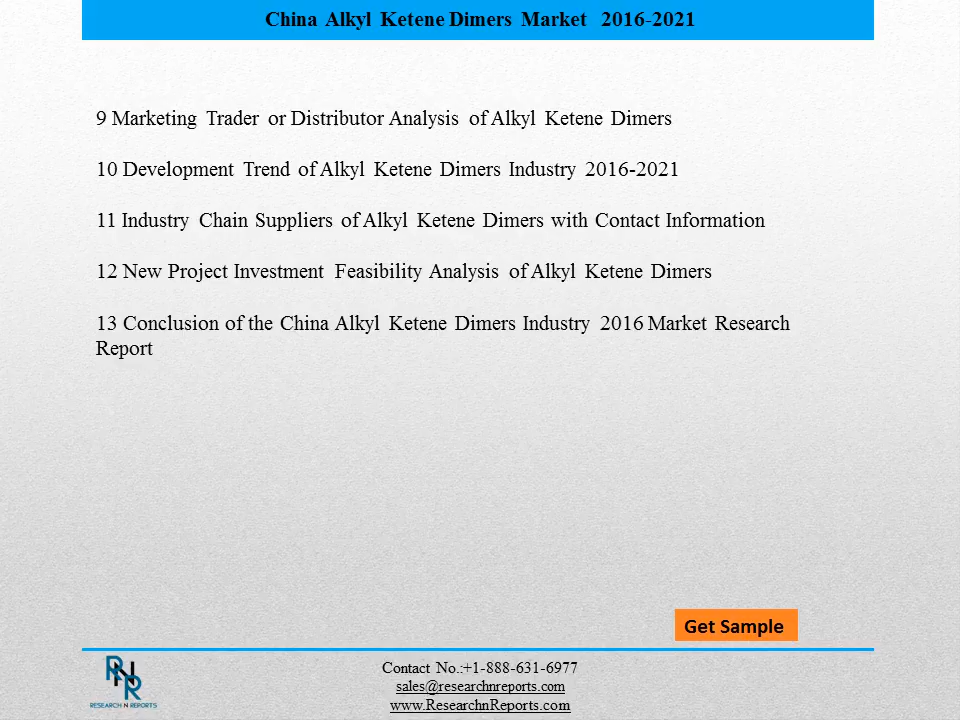 China Alkyl Ketene Dimers Market 2016-2021
9 Marketing Trader or Distributor Analysis of Alkyl Ketene Dimers
10 Development Trend of Alkyl Ketene Dimers Industry 2016-2021
11 Industry Chain Suppliers of Alkyl Ketene Dimers with Contact Information
12 New Project Investment Feasibility Analysis of Alkyl Ketene Dimers
13 Conclusion of the China Alkyl Ketene Dimers Industry 2016 Market Research
Report
Get Sample
RNR
RESEARCH N REPORTS
Contact No.:+1-888-631-6977
sales@researchnreports.com
www.ResearchnReports.com